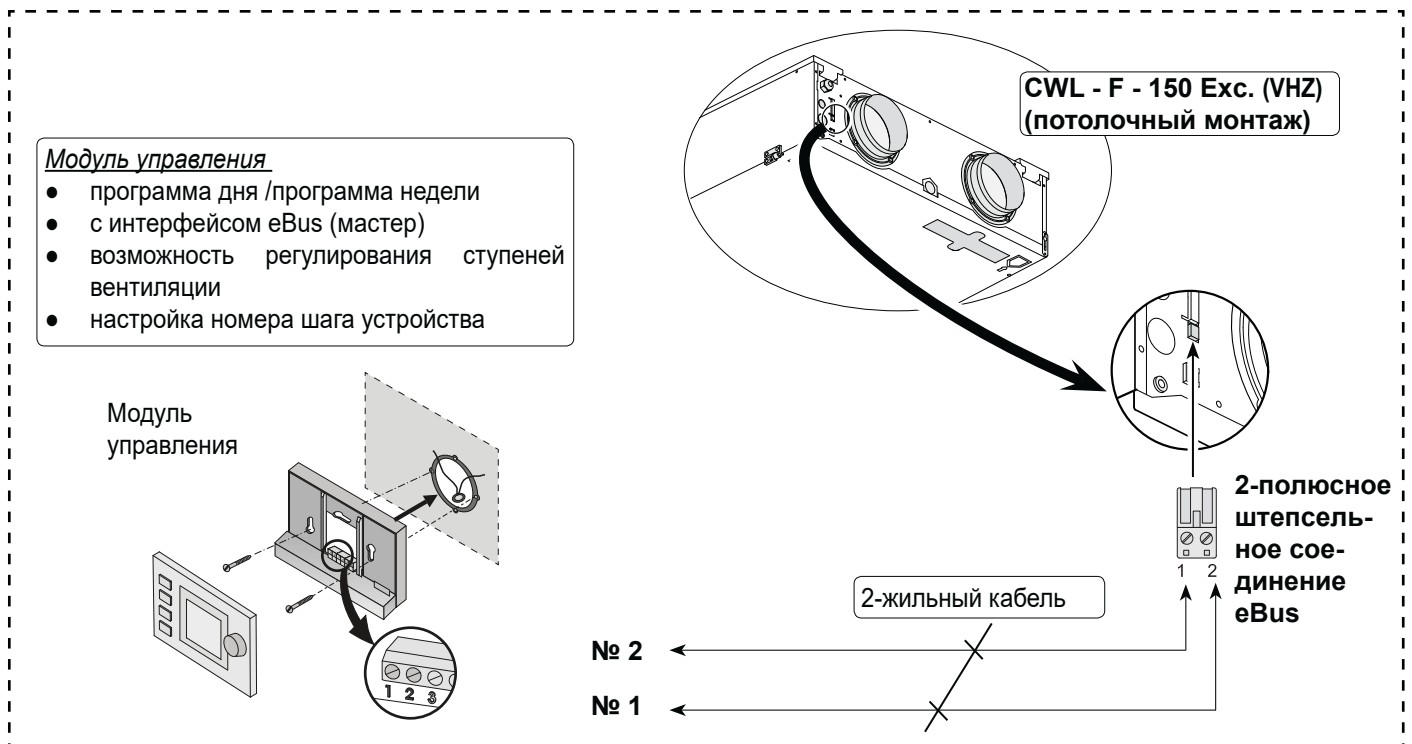 CWL - F - 150 Exc. (VHZ)
(потолочный монтаж)
Модуль управления
● программа дня /программа недели
● с интерфейсом eBus (мастер)
● возможность регулирования ступеней
вентиляции
● настройка номера шага устройства
Модуль
управления
1 2 3
2-полюсное
штепсель-
ное сое-
динение
eBus
1 2
2-жильный кабель
№ 2
№ 1